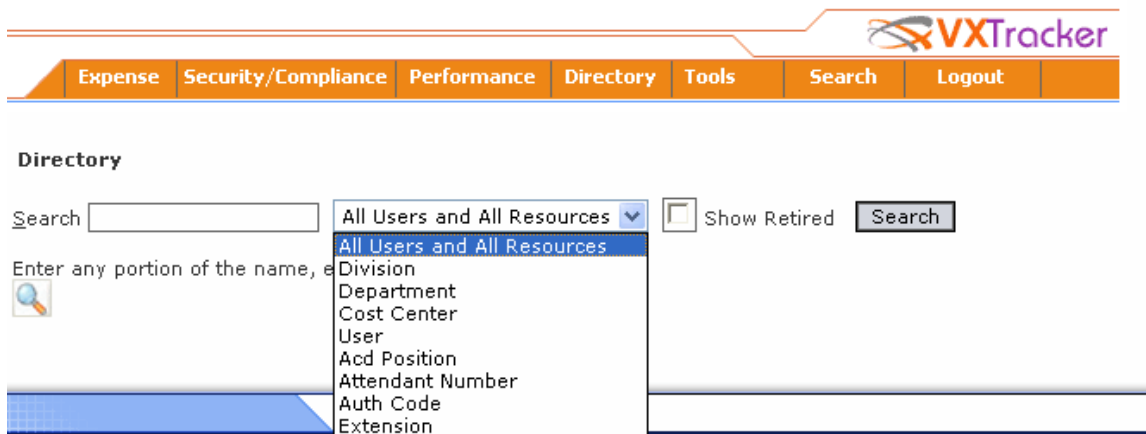 VXTracker
Expense Security/Compliance Performance Directory Tools Search Logout
Directory
Search All Users and All Resources Show Retired Search
All Users and All Resources
Enter any portion of the name, e
Division
Department
Cost Center
User
Acd Position
Attendant Number
Auth Code
Extension